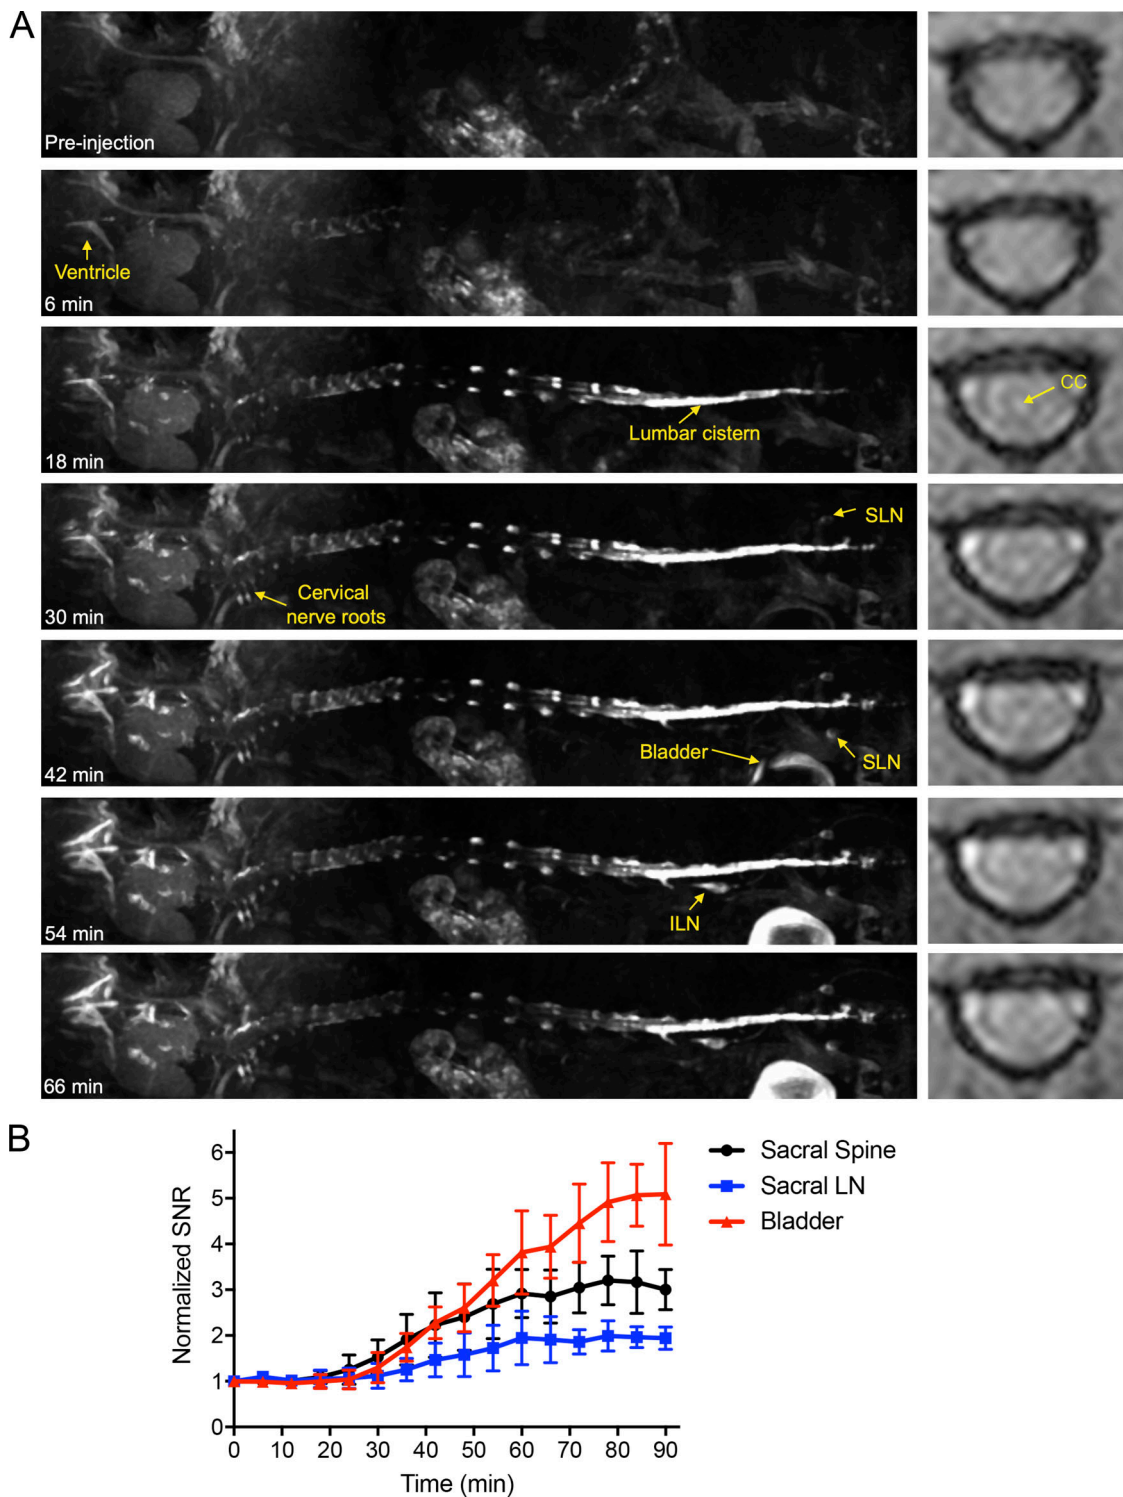 A
Pre-injection
Ventricle
6 min
CC
Lumbar cistern
18 min
SLN
Cervical
nerve roots
30 min
Bladder
SLN
42 min
ILN
54 min
66 min
B
Normalized SNR
6
5
4
3
2
1
0
0 10 20 30 40 50 60 70 80 90
Time (min)
Sacral Spine
Sacral LN
Bladder